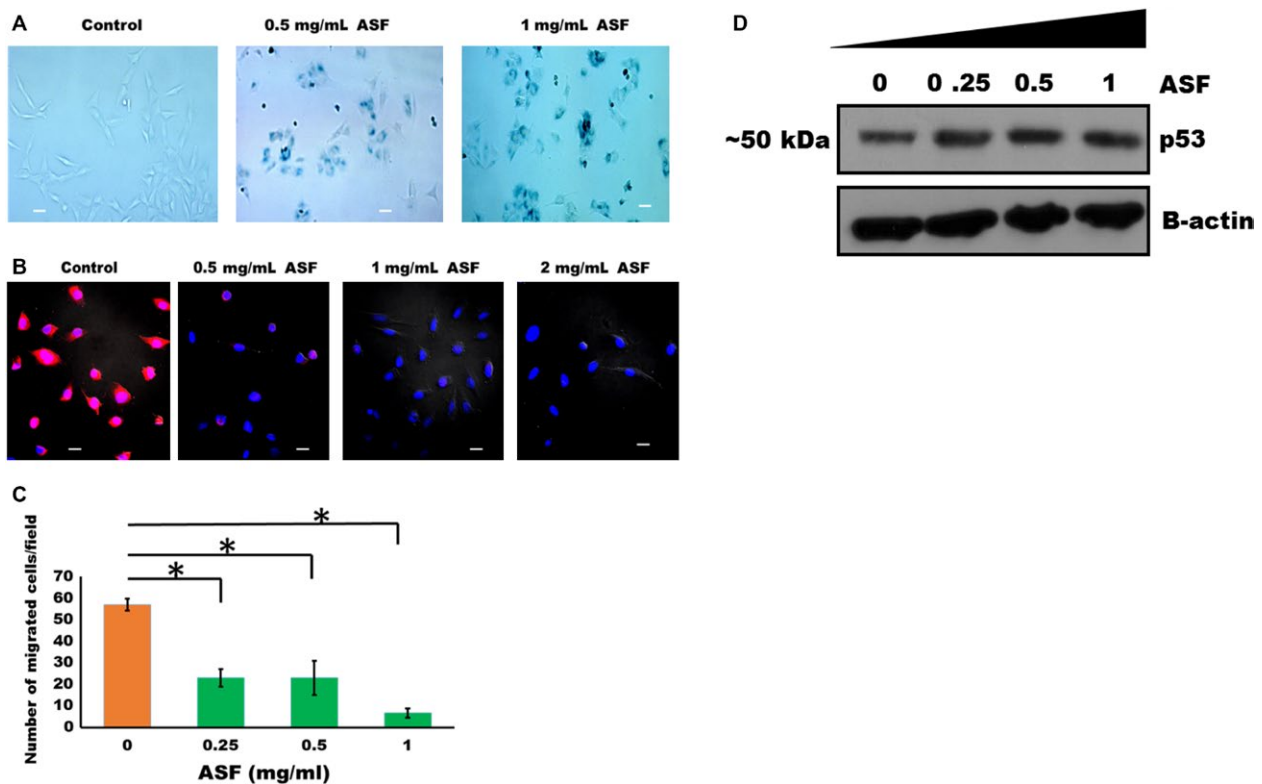 A
Control
0.5 mg/mL ASF
1 mg/mL ASF
B
Control
0.5 mg/mL ASF
1 mg/mL ASF
2 mg/mL ASF
C
Number of migrated cells/field
70
60
50
40
30
20
10
0
*
*
*
0 0.25 0.5 1
ASF (mg/ml)
D
0 0 .25 0.5 1 ASF
~50 kDa p53
B-actin